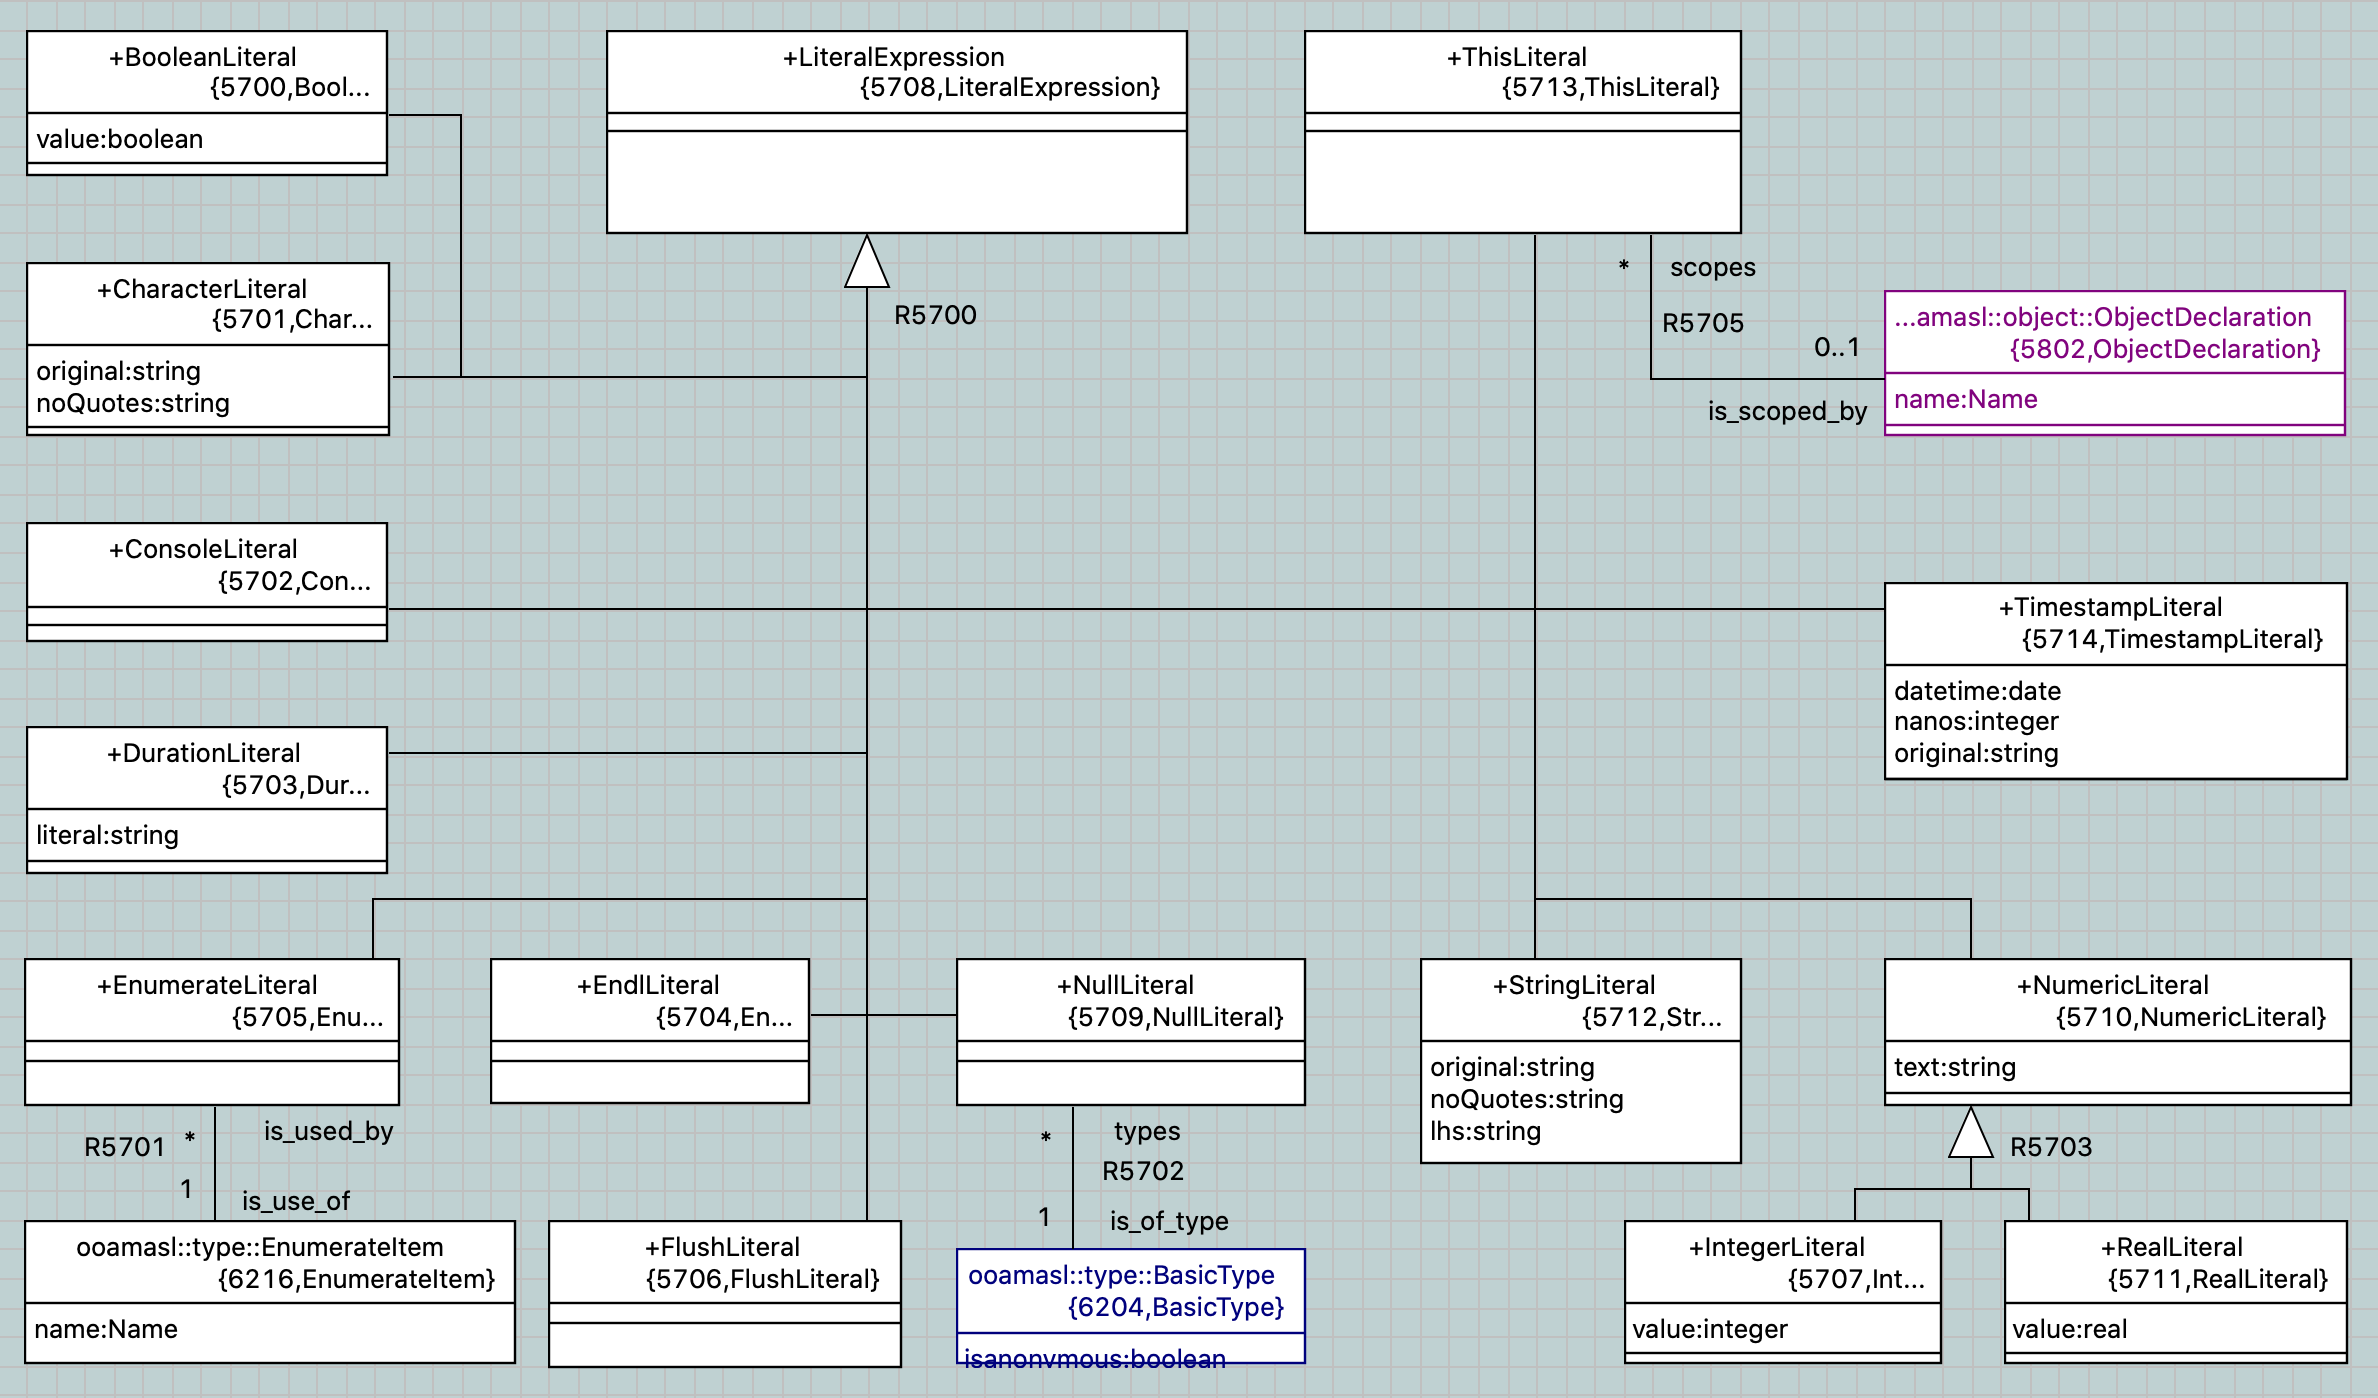 +BooleanLiteral
{5700,Bool...
value:boolean
+LiteralExpression
{5708,LiteralExpression}
+ThisLiteral
{5713,ThisLiteral}
+CharacterLiteral
{5701,Char...
original:string
noQuotes:string
R5700
* scopes
R5705
0..1
is_scoped_by
...amasl::object::ObjectDeclaration
{5802,ObjectDeclaration}
name:Name
+ConsoleLiteral
{5702,Con...
+TimestampLiteral
{5714,TimestampLiteral}
datetime:date
nanos:integer
original:string
+DurationLiteral
{5703,Dur...
literal:string
+EnumerateLiteral
{5705,Enu...
+EndlLiteral
{5704,En...
+NullLiteral
{5709,NullLiteral}
+StringLiteral
{5712,Str...
original:string
noQuotes:string
lhs:string
+NumericLiteral
{5710,NumericLiteral}
text:string
R5701 * is_used_by
1 is_use_of
* types
R5702
1 is_of_type
R5703
ooamasl::type::EnumerateItem
{6216,EnumerateItem}
name:Name
+FlushLiteral
{5706,FlushLiteral}
ooamasl::type::BasicType
{6204,BasicType}
isanonymous:boolean
+IntegerLiteral
{5707,Int...
value:integer
+RealLiteral
{5711,RealLiteral}
value:real